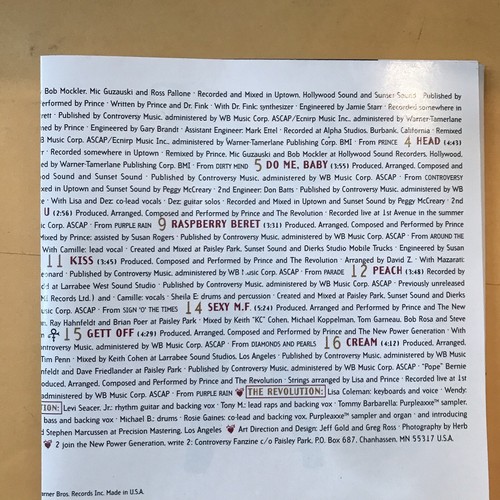 Bob Mockler, Mic Guzauski and Ross Pallone · Recorded and Mixed in Uptown, Hollywood Sound and Sunset Sound · Published by
erformed by Prince · Written by Prince and Dr. Fink · With Dr. Fink: synthesizer · Engineered by Jamie Starr · Recorded somewhere in
rett · Published by Controversy Music, administered by WB Music Corp. ASCAP/Ecnirp Music Inc., administered by Warner-Tamerlane
ned by Prince · Engineered by Gary Brandt · Assistant Engineer: Mark Ettel · Recorded at Alpha Studios, Burbank, California · Remixed
B Music Corp. ASCAP/Ecnirp Music Inc., administered by Warner-Tamerlane Publishing Corp. BMI · From PRINCE 4 HEAD (4:43)
r · Recorded somewhere in Uptown · Remixed by Prince, Mic Guzauski and Bob Mockler at Hollywood Sound Recorders, Hollywood,
ed by Warner-Tamerlane Publishing Corp. BMI · From DIRTY MIND 5 DO ME, BABY (3:55) Produced, Arranged, Composed and
ood Sound and Sunset Sound · Published by Controversy Music, administered by WB Music Corp. ASCAP · From CONTROVERSY
xed in Uptown and Sunset Sound by Peggy McCreary · 2nd Engineer: Don Batts · Published by Controversy Music, administered by WB
e · With Lisa and Dez: co-lead vocals · Dez: guitar solos · Recorded and Mixed at Sunset Sound by Peggy McCreary · 2nd
U (2:56) Produced, Arranged, Composed and Performed by Prince and The Revolution · Recorded live at 1st Avenue in the summer
ic Corp. ASCAP · From PURPLE RAIN 9 RASPBERRY BERET (3:31) Produced, Arranged, Composed and Performed by Prince
Mixed by Prince; assisted by Susan Rogers · Published by Controversy Music, administered by WB Music Corp. ASCAP · From AROUND THE
With Camille: lead vocal · Created and Mixed at Paisley Park, Sunset Sound and Dierks Studio Mobile Trucks · Engineered by Susan
11 KISS (3:45) Produced, Composed and Performed by Prince and The Revolution · Arranged by David Z. · With Mazarati:
eonard · Published by Controversy Music, administered by WB Music Corp. ASCAP · From PARADE 12 PEACH (3:48) Recorded by
d at Larrabee West Sound Studio · Published by Controversy Music, administered by WB Music Corp. ASCAP · Previously unreleased
Records Ltd.) and · Camille: vocals · Sheila E: drums and percussion · Created and Mixed at Paisley Park, Sunset Sound and Dierks
usic Corp. ASCAP · From SIGN 'O' THE TIMES 14 SEXY M.F. (5:24) Produced, Arranged and Performed by Prince and The New
n, Ray Hahnfeldt and Brian Poer at Paisley Park · Mixed by Keith "KC" Cohen, Michael Koppelman, Tom Garneau, Bob Rosa and Steve
15 GETT OFF (4:29) Produced, Arranged, Composed and Performed by Prince and The New Power Generation · With
ontroversy Music, administered by WB Music Corp. ASCAP · From DIAMONDS AND PEARLS 16 CREAM (4:12) Produced, Arranged,
Tim Penn · Mixed by Keith Cohen at Larrabee Sound Studios, Los Angeles · Published by Controversy Music, administered by WB Music
nfeldt and Dave Friedlander at Paisley Park · Published by Controversy Music, administered by WB Music Corp. ASCAP · "Pope" Bernie
oduced, Arranged, Composed and Performed by Prince and The Revolution · Strings arranged by Lisa and Prince · Recorded live at 1st
administered by WB Music Corp. ASCAP · From PURPLE RAIN THE REVOLUTION: Lisa Coleman: keyboards and voice · Wendy:
TION: Levi Seacer, Jr.: rhythm guitar and backing vox · Tony M.: lead raps and backing vox · Tommy Barbarella: Purpleaxxe™ sampler,
bass and backing vox · Michael B.: drums · Rosie Gaines: co-lead and backing vox, Purpleaxxe™ sampler and organ · and introducing
d Stephen Marcussen at Precision Mastering, Los Angeles Art Direction and Design: Jeff Gold and Greg Ross · Photography by Herb
2 join the New Power Generation, write 2: Controversy Fanzine c/o Paisley Park, P.O. Box 687, Chanhassen, MN 55317 U.S.A.
arner Bros. Records Inc. Made in U.S.A.